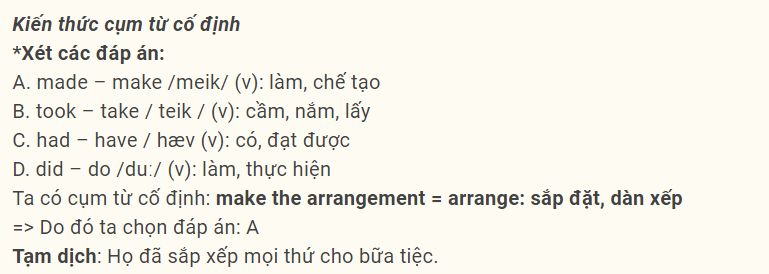 Kiến thức cụm từ cố định
*Xét các đáp án:
A. made – make /meik/ (v): làm, chế tạo
B. took – take / teik / (v): cầm, nắm, lấy
C. had – have / hæv (v): có, đạt được
D. did – do /du:/ (v): làm, thực hiện
Ta có cụm từ cố định: make the arrangement = arrange: sắp đặt, dàn xếp
=> Do đó ta chọn đáp án: A
Tạm dịch: Họ đã sắp xếp mọi thứ cho bữa tiệc.